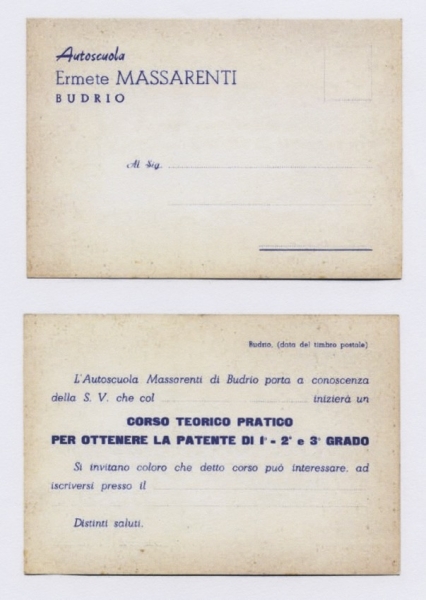 Autoscuola
Ermete MASSARENTI
BUDRIO
Al Sig.
Budrio, (data del timbro postale)
L'Autoscuola Massarenti di Budrio porta a conoscenza
della S. V. che col inizierà un
CORSO TEORICO PRATICO
PER OTTENERE LA PATENTE DI 1° - 2° e 3° GRADO
Si invitano coloro che detto corso può interessare, ad
iscriversi presso il
Distinti saluti.